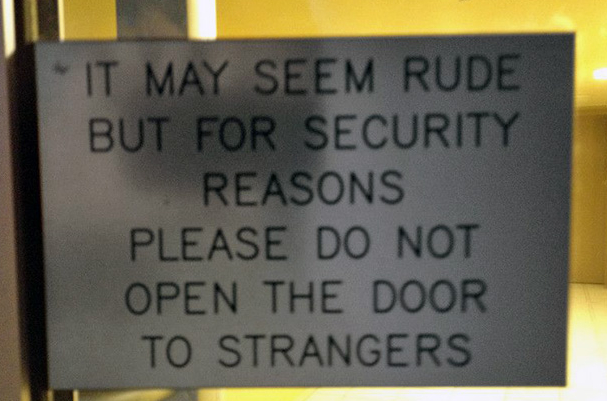 IT MAY SEEM RUDE
BUT FOR SECURITY
REASONS
PLEASE DO NOT
OPEN THE DOOR
TO STRANGERS